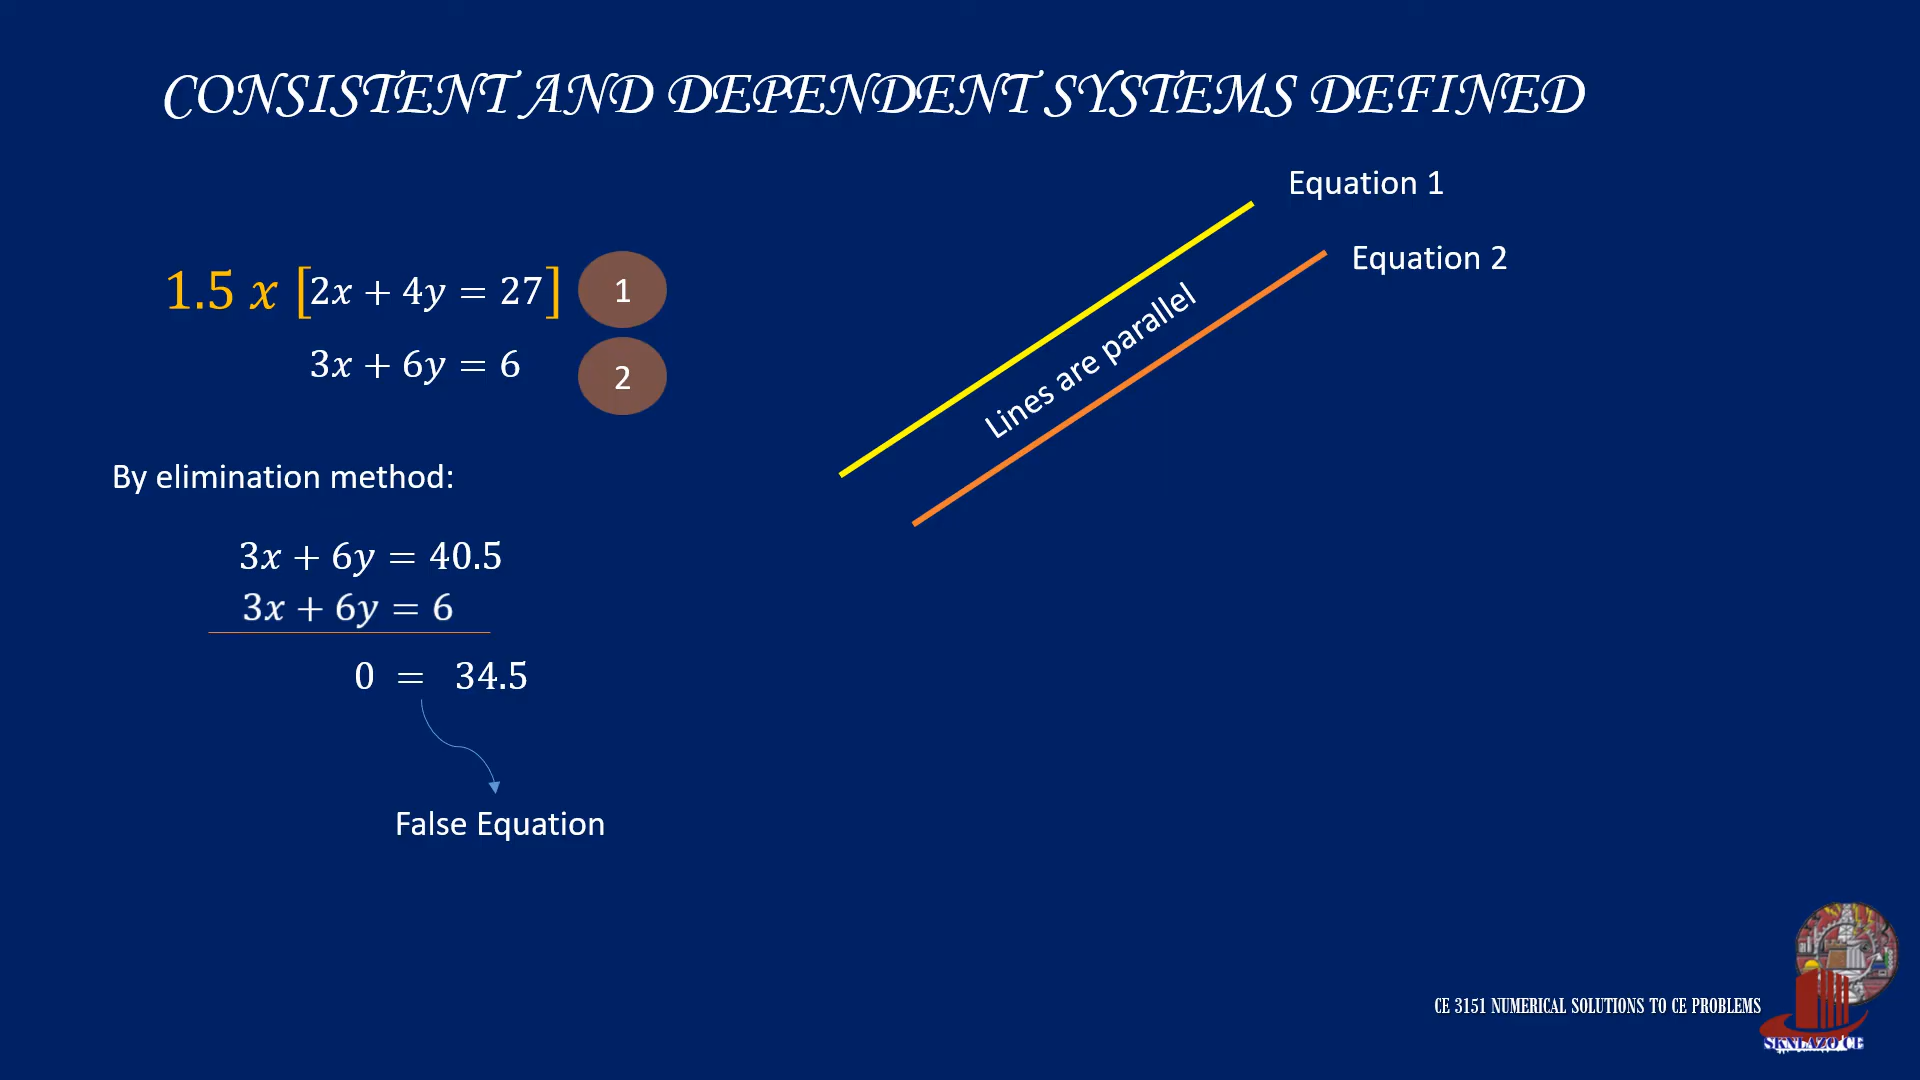 CONSISTENT AND DEPENDENT SYSTEMS DEFINED
1.5 x [2x + 4y = 27] 1
3x + 6y = 6 2
By elimination method:
3x + 6y = 40.5
3x + 6y = 6
0 = 34.5
False Equation
Equation 1
Equation 2
Lines are parallel
CE 3151 NUMERICAL SOLUTIONS TO CE PROBLEMS
SKNLAZO CE